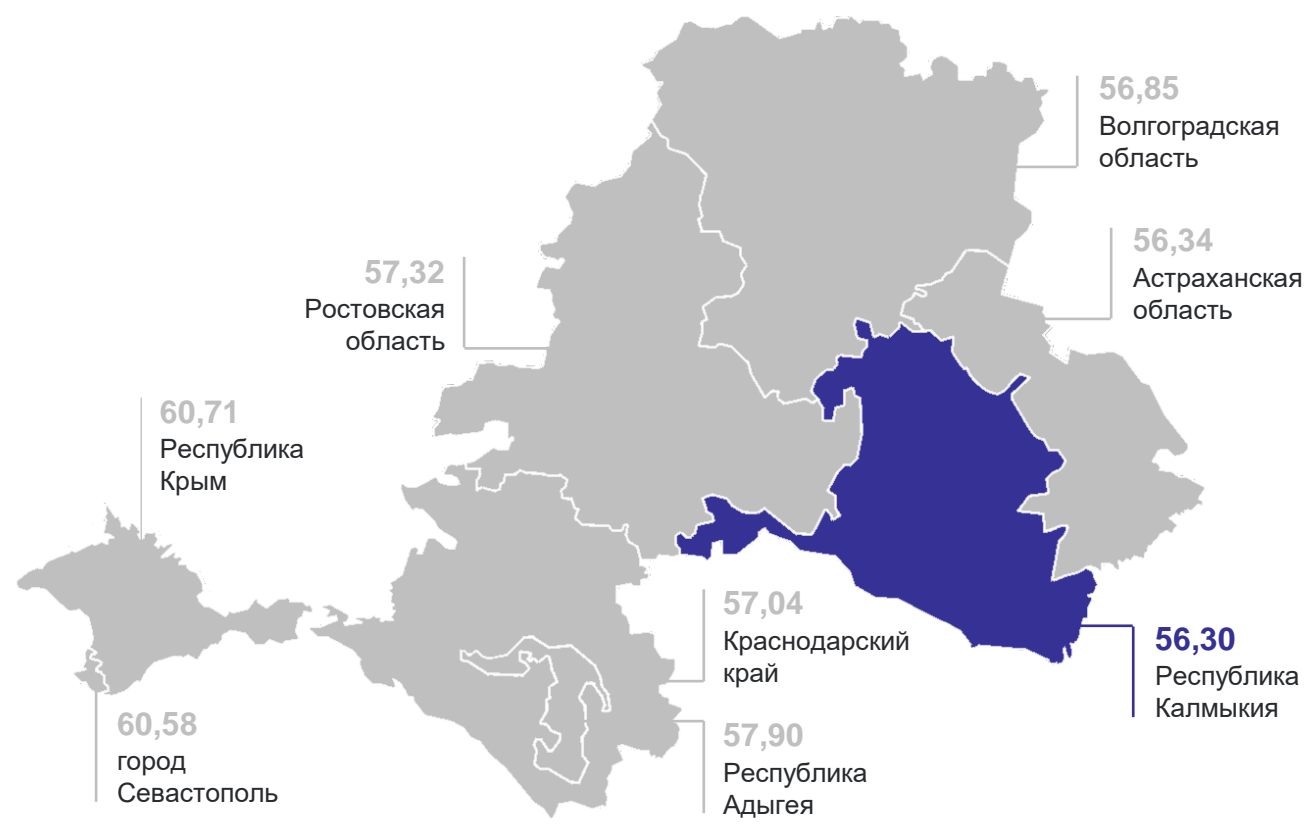 56,85
Волгоградская
область
56,34
Астраханская
область
57,32
Ростовская
область
60,71
Республика
Крым
57,04
Краснодарский
край
56,30
Республика
Калмыкия
60,58
город
Севастополь
57,90
Республика
Адыгея